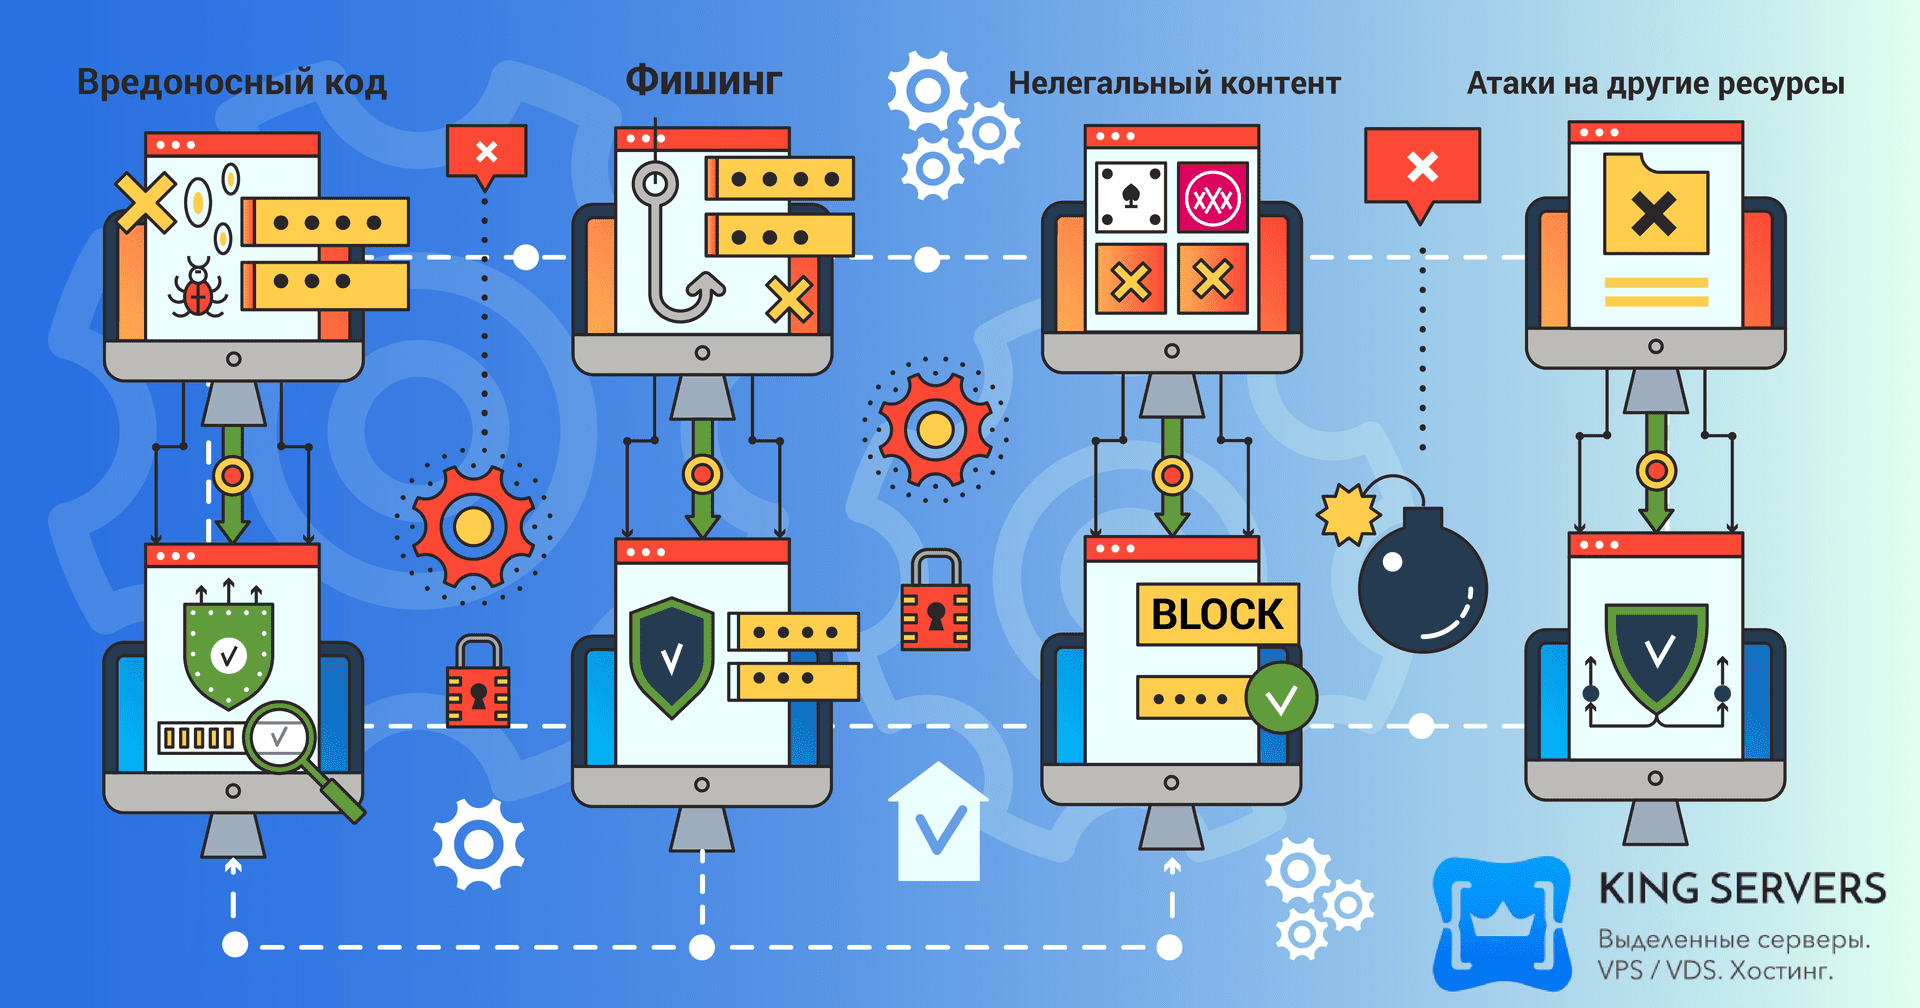 Вредоносный код
Фишинг
Нелегальный контент
Атаки на другие ресурсы
XXX
BLOCK
KING SERVERS
Выделенные серверы.
VPS / VDS. Хостинг.